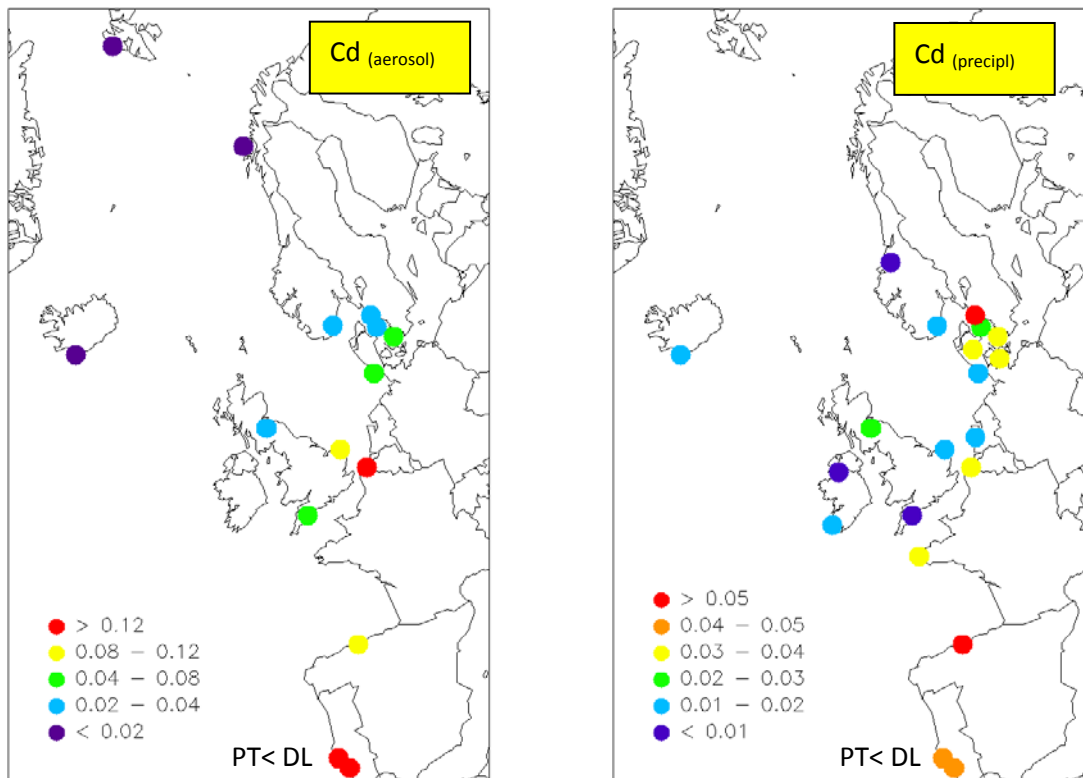 Cd (aerosol)
> 0.12
0.08 – 0.12
0.04 – 0.08
0.02 – 0.04
< 0.02
PT< DL
Cd (precipl)
> 0.05
0.04 – 0.05
0.03 – 0.04
0.02 – 0.03
0.01 – 0.02
< 0.01
PT< DL